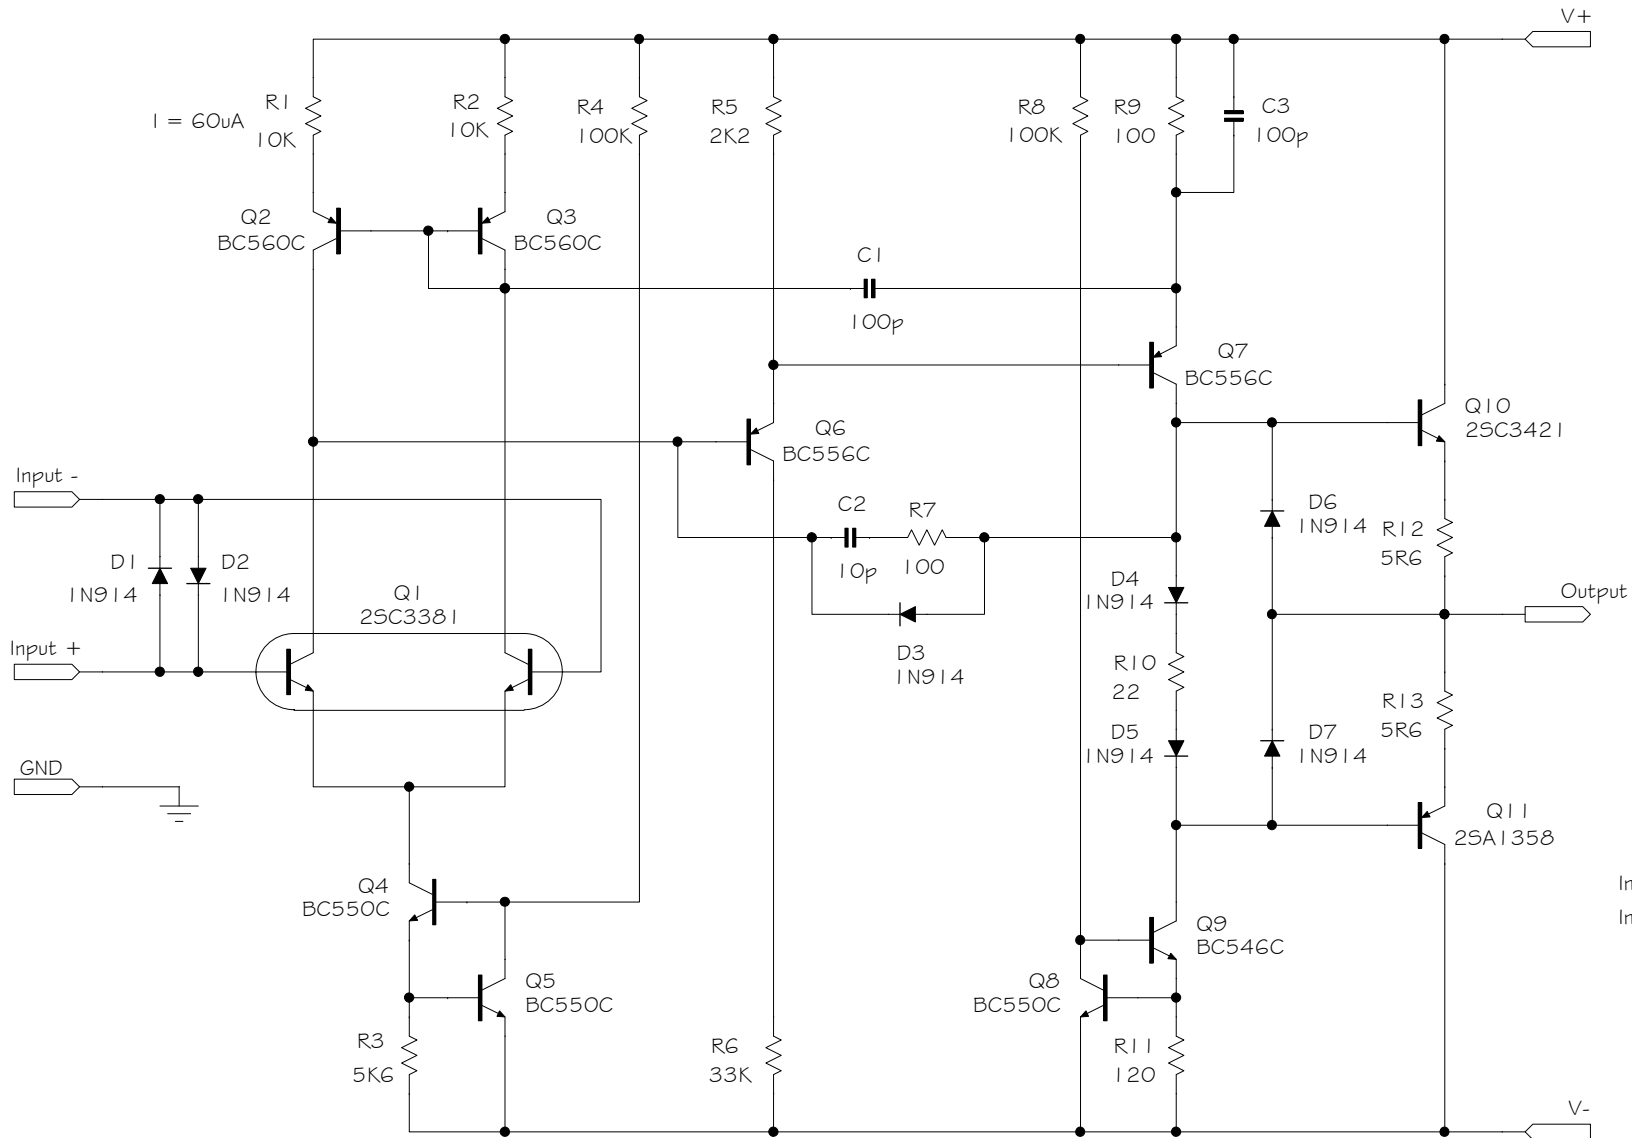 V+
I = 60uA
R1
10K
R2
10K
R4
100K
R5
2K2
R8
100K
R9
100
C3
100p
Q2
BC560C
Q3
BC560C
C1
100p
Q7
BC556C
Q10
2SC3421
Q6
BC556C
Input -
C2
10p
R7
100
D6
1N914
R12
5R6
D1
1N914
D2
1N914
Q1
2SC3381
D4
1N914
Output
Input +
D3
1N914
R10
22
R13
5R6
D5
1N914
D7
1N914
GND
Q11
2SA1358
Q4
BC550C
In
In
Q9
BC546C
Q5
BC550C
Q8
BC550C
R3
5K6
R6
33K
R11
120
V-